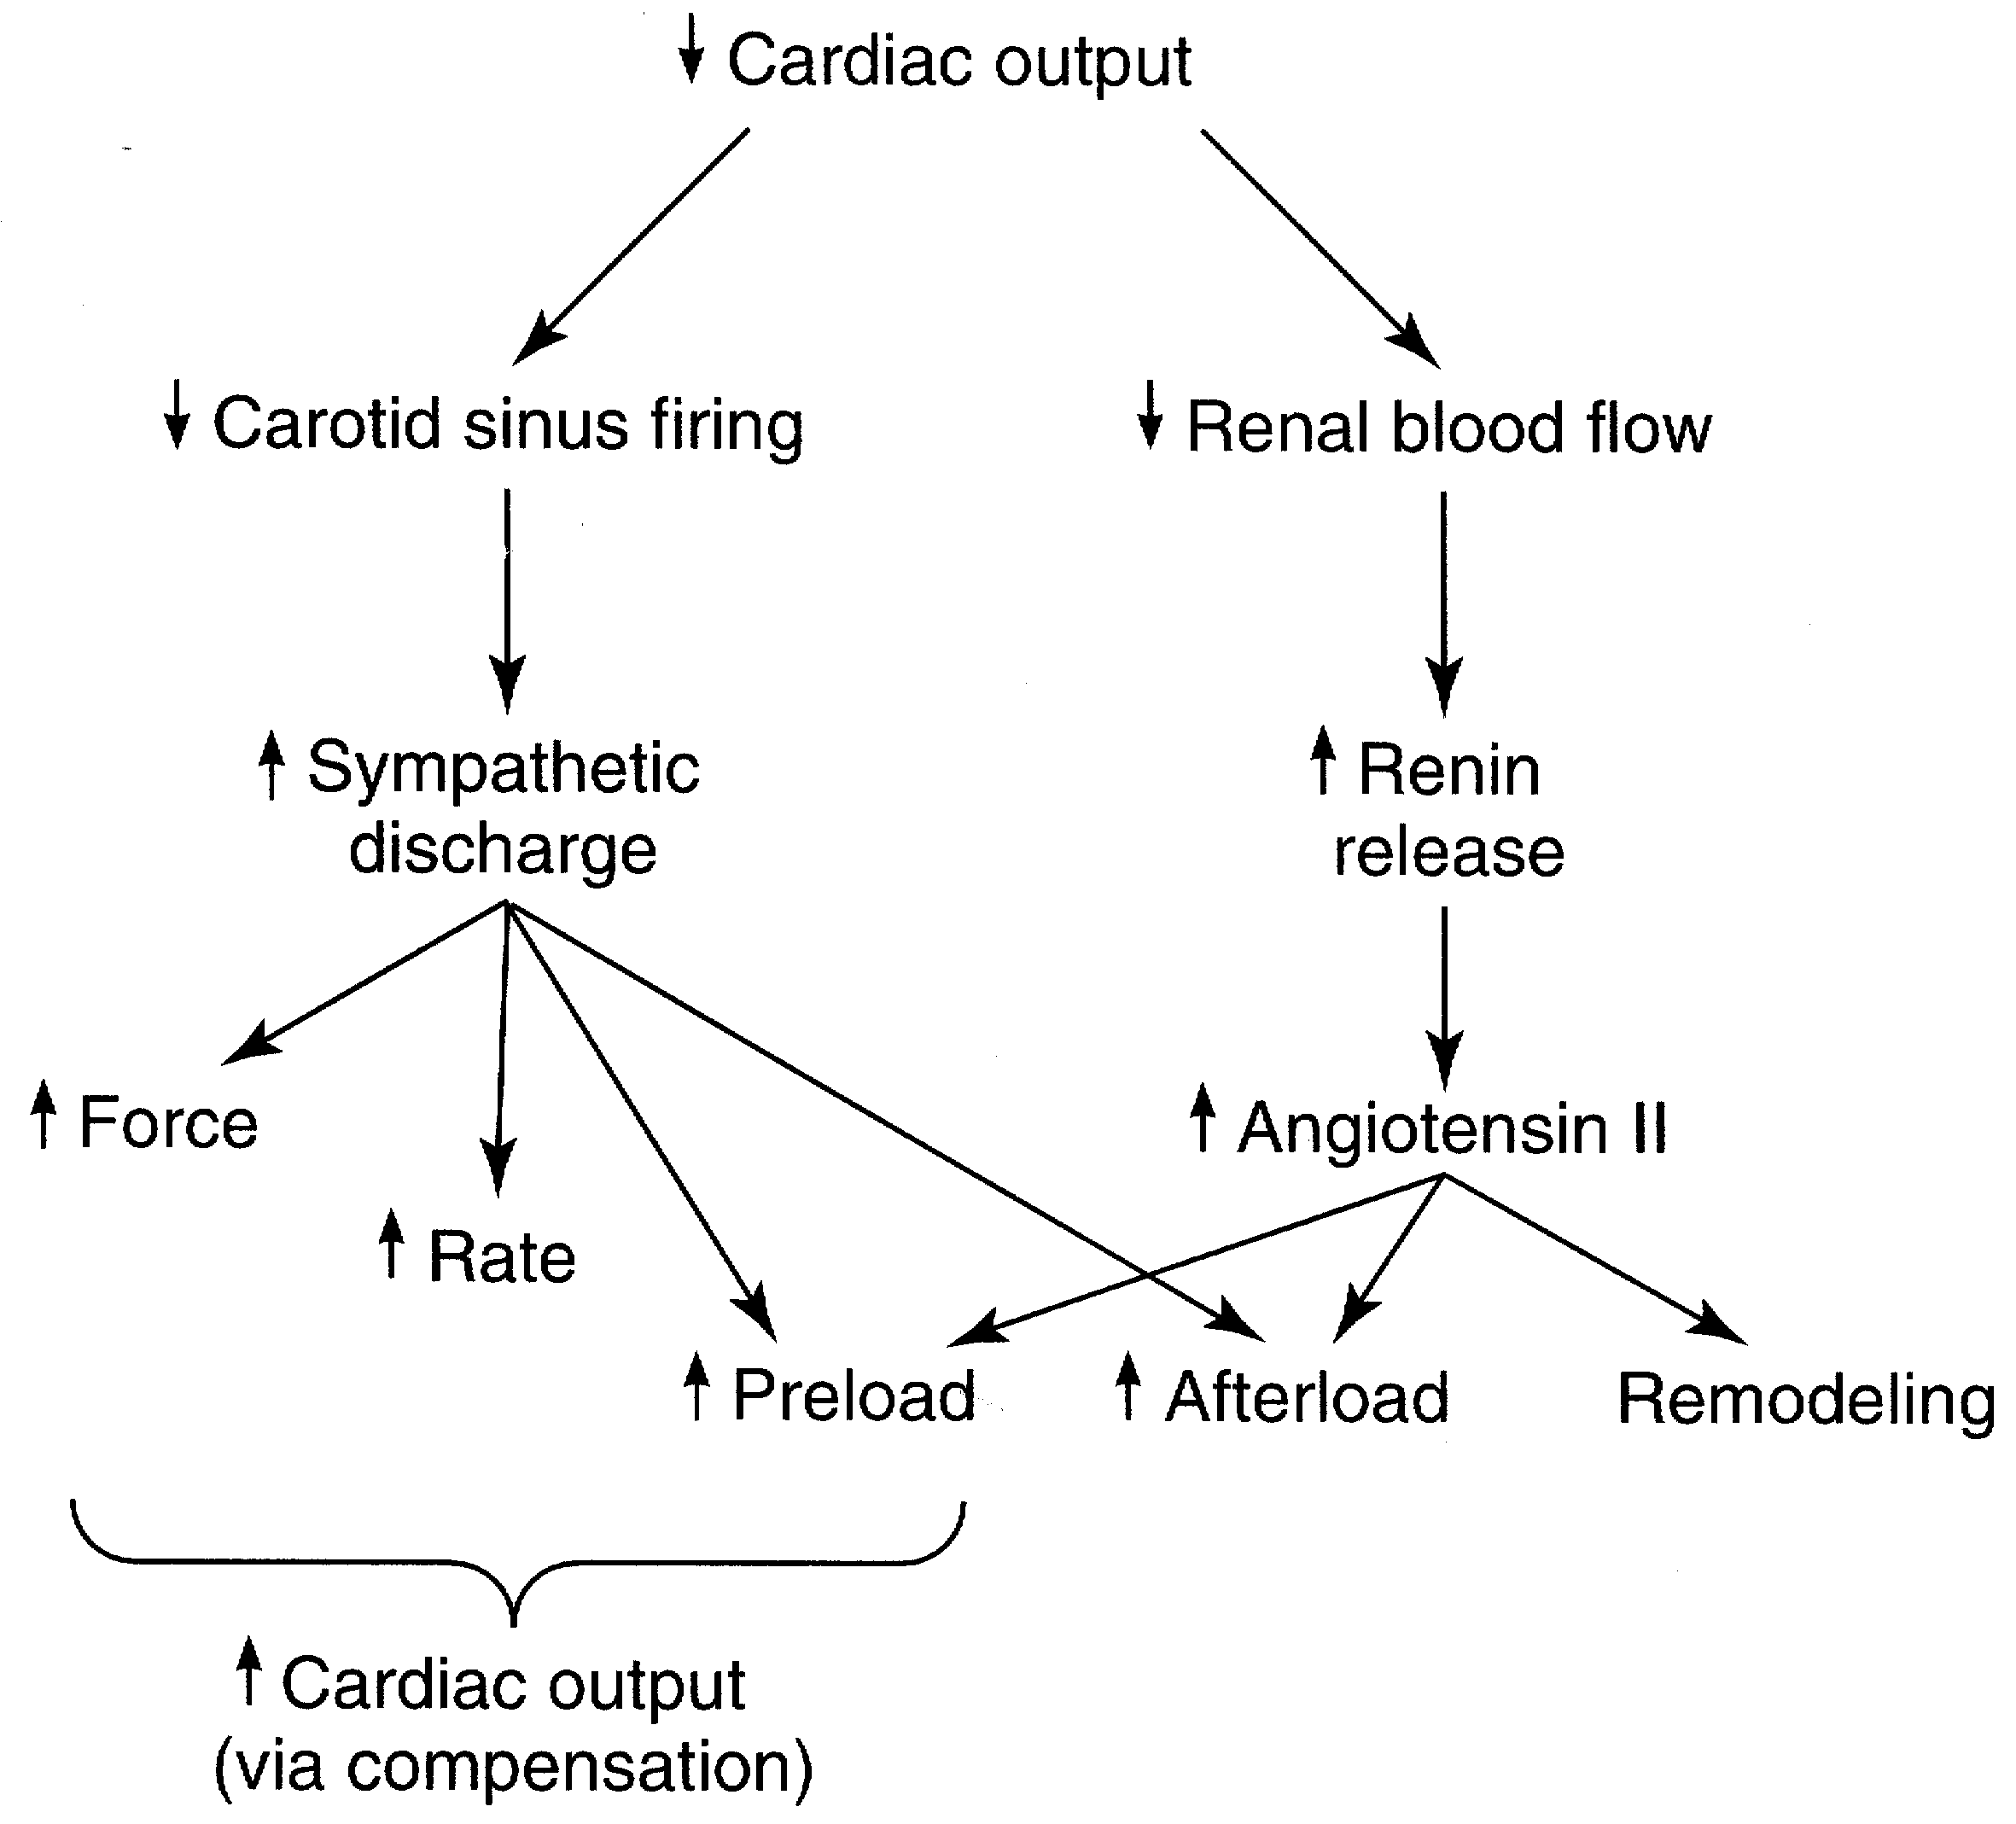 ↓ Cardiac output
↓ Carotid sinus firing
↓ Renal blood flow
↑ Sympathetic
discharge
↑ Renin
release
↑ Force
↑ Angiotensin II
↑ Rate
↑ Preload
↑ Afterload
Remodeling
↑ Cardiac output
(via compensation)